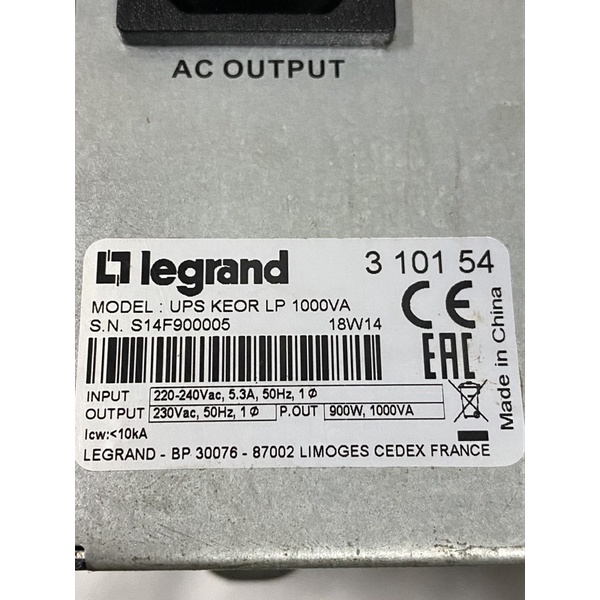 AC OUTPUT
legrand
3 101 54
MODEL : UPS KEOR LP 1000VA
S.N. S14F900005 18W14
CE
EAC
Made in China
INPUT 220-240Vac, 5.3A, 50Hz, 1 Ø
OUTPUT 230Vac, 50Hz, 1 Ø P.OUT 900W, 1000VA
Icw:<10kA
LEGRAND - BP 30076 - 87002 LIMOGES CEDEX FRANCE